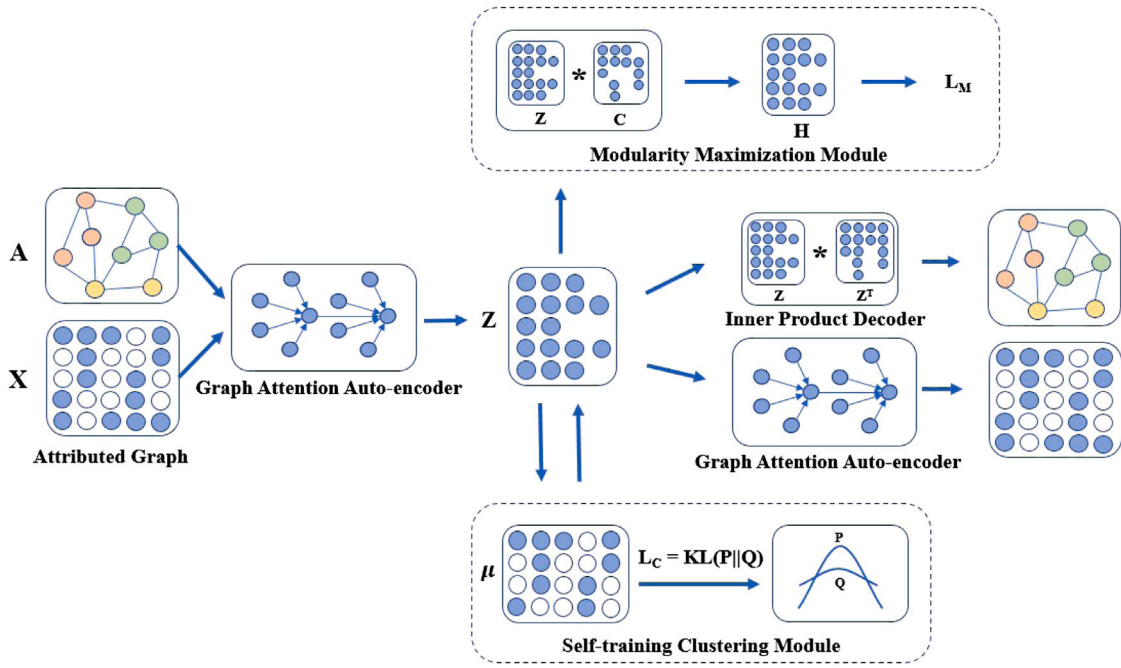 Z
*
C
H
L_M
Modularity Maximization Module
A
X
Attributed Graph
Graph Attention Auto-encoder
Z
Z
*
Z^T
Inner Product Decoder
Graph Attention Auto-encoder
μ
L_C = KL(P||Q)
P
Q
Self-training Clustering Module